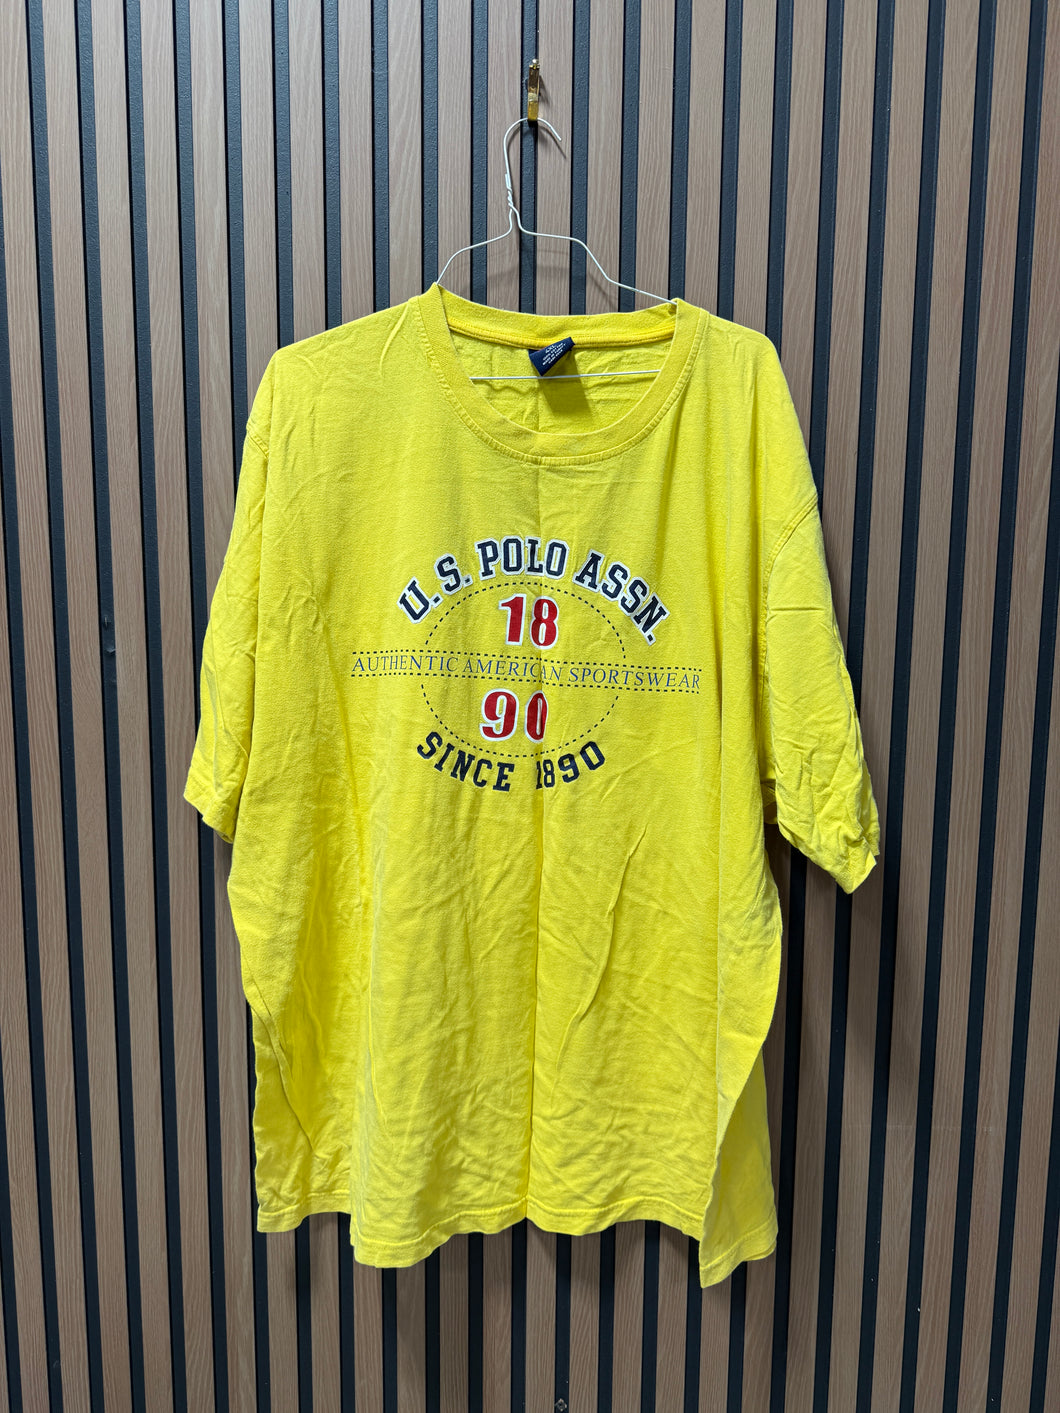 U.S. POLO ASSN.
18
AUTHENTIC AMERICAN SPORTSWEAR
90
SINCE 1890